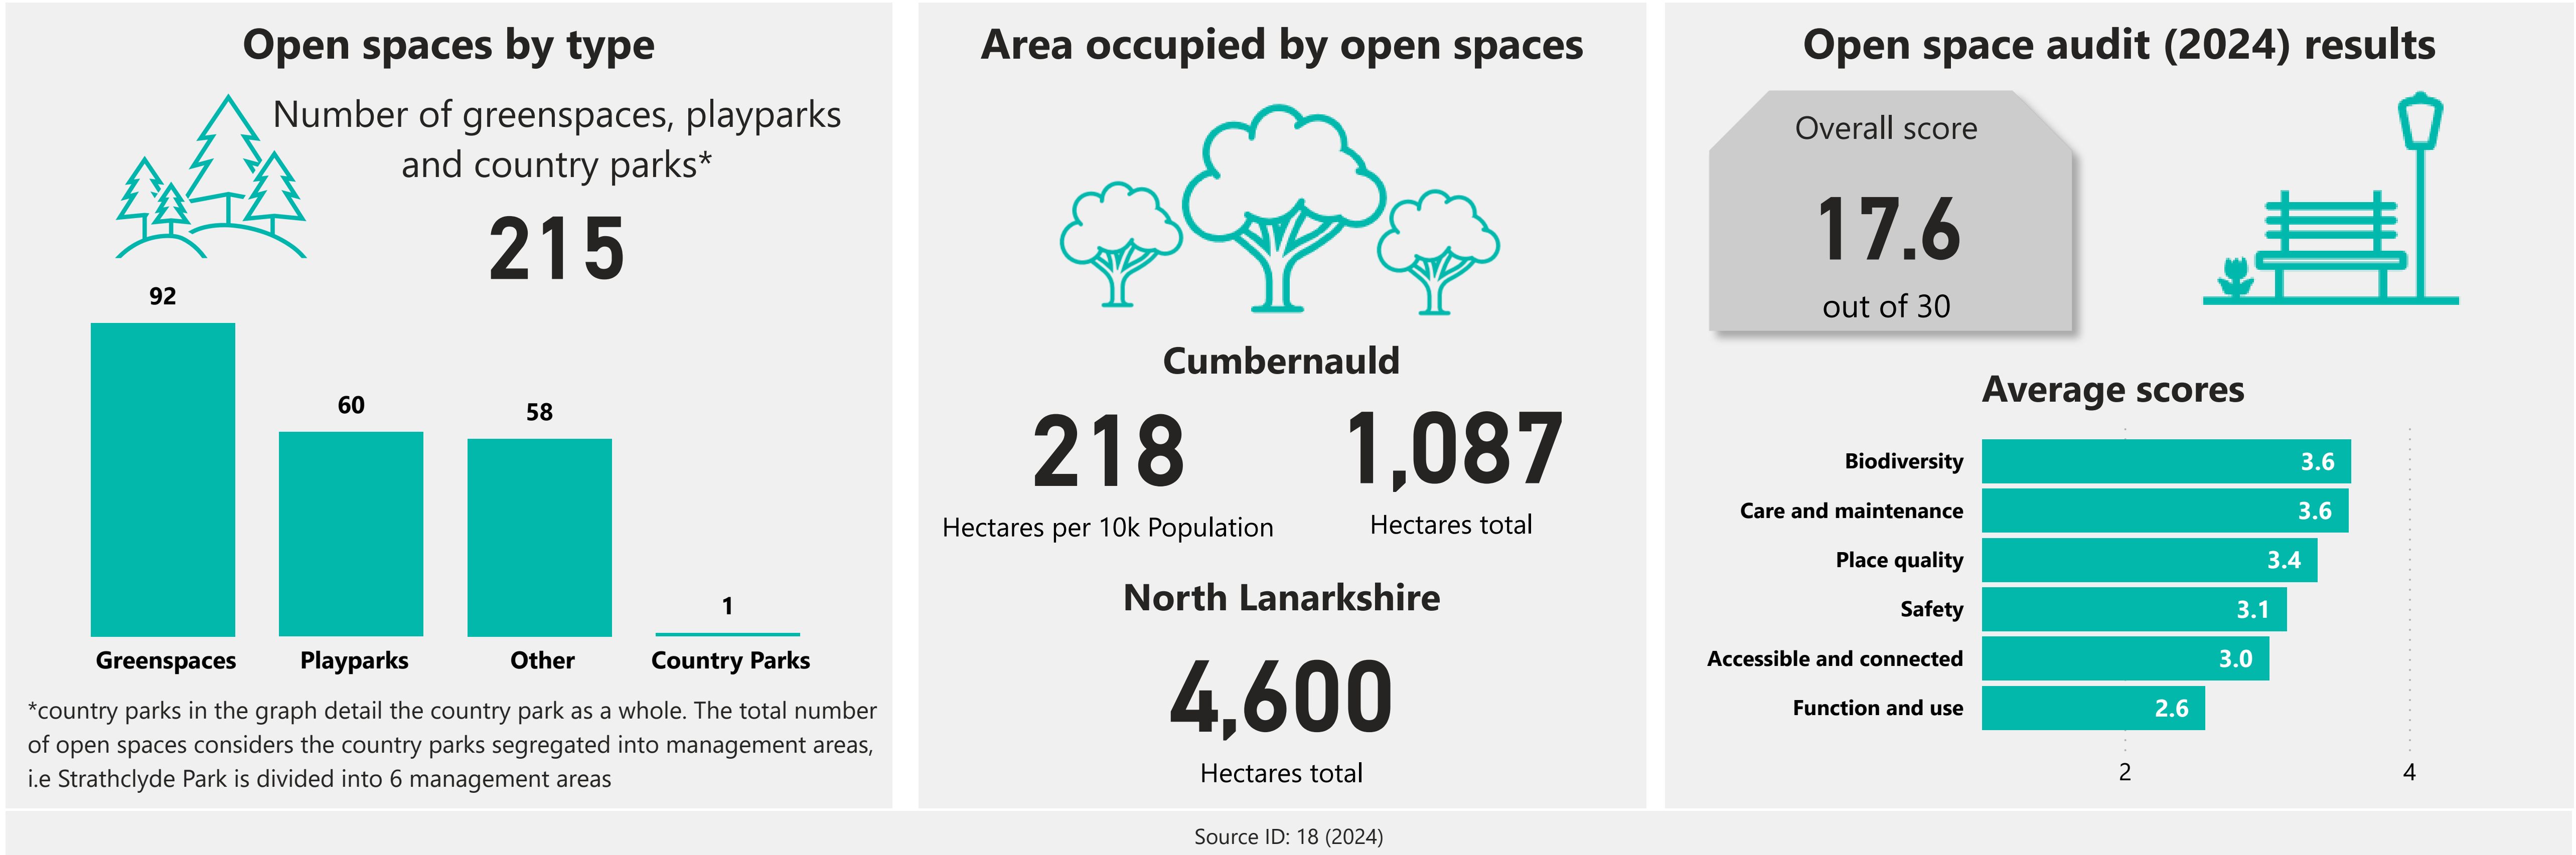 Open spaces by type
Number of greenspaces, playparks
and country parks*
215
92
60
58
1
Greenspaces
Playparks
Other
Country Parks
*country parks in the graph detail the country park as a whole. The total number
of open spaces considers the country parks segregated into management areas,
i.e Strathclyde Park is divided into 6 management areas
Area occupied by open spaces
Cumbernauld
218
Hectares per 10k Population
1,087
Hectares total
North Lanarkshire
4,600
Hectares total
Open space audit (2024) results
Overall score
17.6
out of 30
Average scores
Biodiversity 3.6
Care and maintenance 3.6
Place quality 3.4
Safety 3.1
Accessible and connected 3.0
Function and use 2.6
2 4
Source ID: 18 (2024)